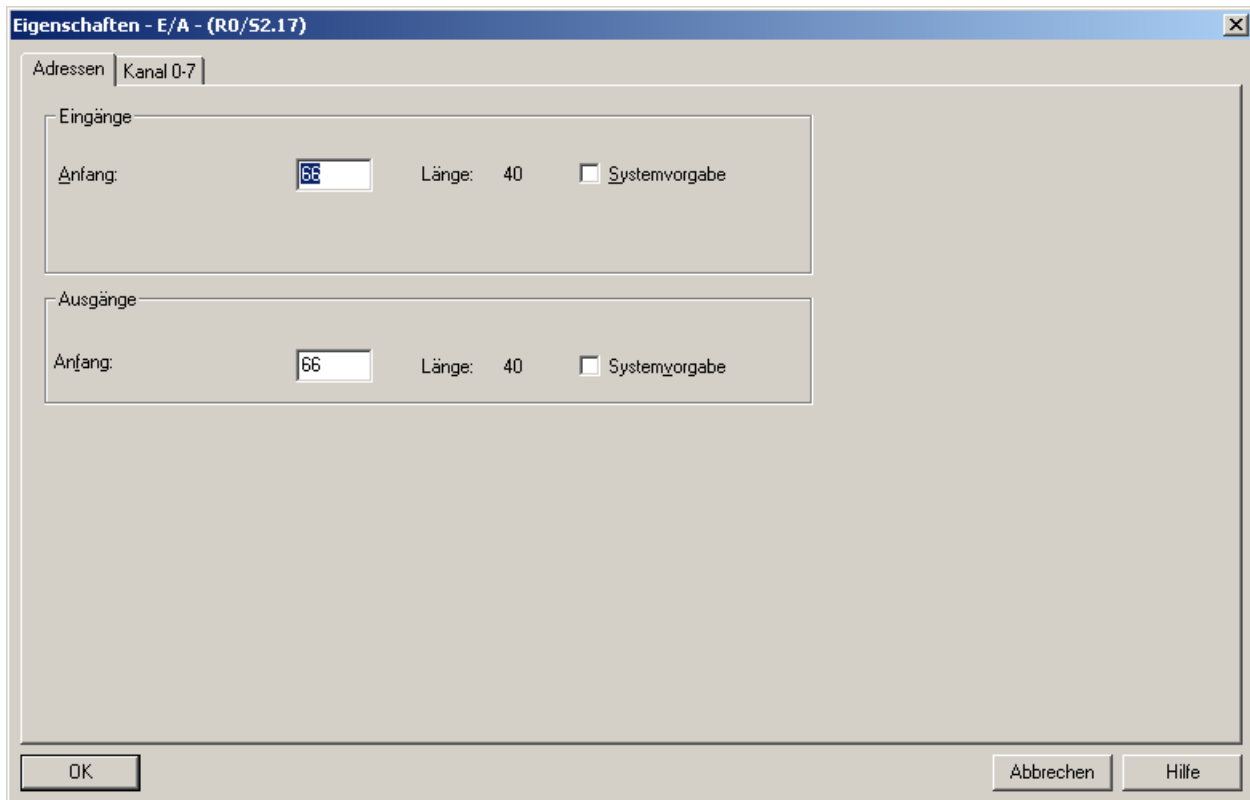 Eigenschaften - E/A - (R0/S2.17)
Adressen Kanal 0-7
Eingänge
Anfang: 66 Länge: 40 Systemvorgabe
Ausgänge
Anfang: 66 Länge: 40 Systemvorgabe
OK Abbrechen Hilfe